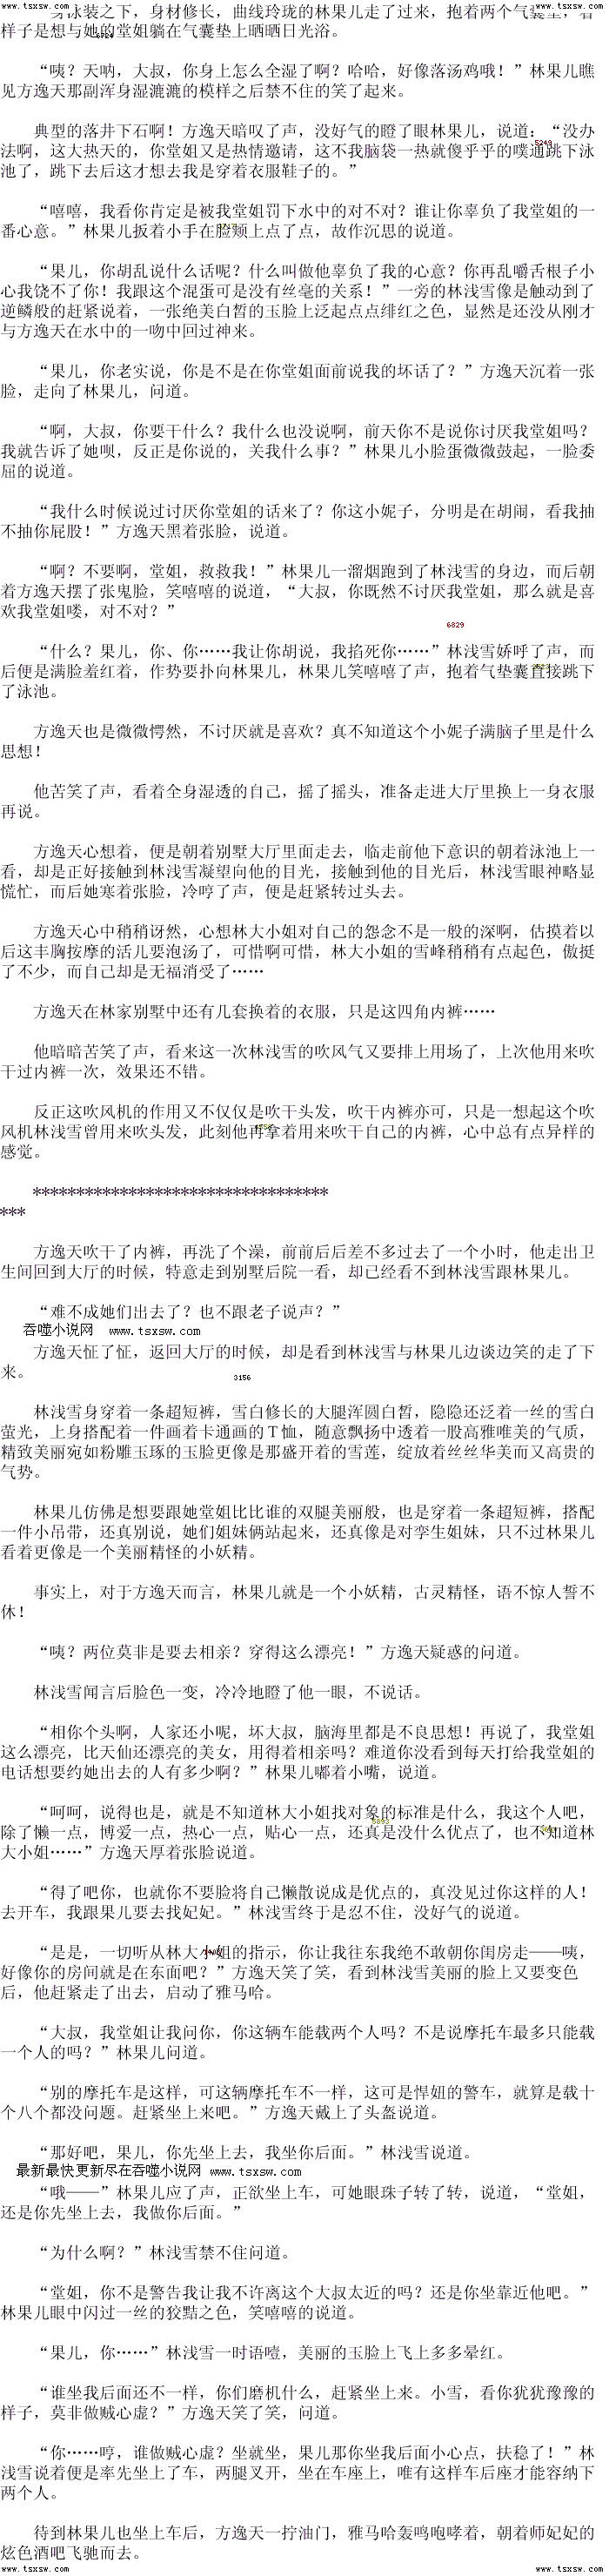 www.tsxsw.com www.tsxsw.com
身泳装之下，身材修长，曲线玲珑的林果儿走了过来，抱着两个气囊垫，看
样子是想与她的堂姐躺在气囊垫上晒晒日光浴。
“咦？天呐，大叔，你身上怎么全湿了啊？哈哈，好像落汤鸡哦！”林果儿瞧
见方逸天那副浑身湿漉漉的模样之后禁不住的笑了起来。
典型的落井下石啊！方逸天暗叹了声，没好气的瞪了眼林果儿，说道：“没办
法啊，这大热天的，你堂姐又是热情邀请，这不我脑袋一热就傻乎乎的噗通跳下泳
池了，跳下去后这才想去我是穿着衣服鞋子的。”
5249
“嘻嘻，我看你肯定是被我堂姐罚下水中的对不对？谁让你辜负了我堂姐的一
番心意。”林果儿扳着小手在脸颊上点了点，故作沉思的说道。
“果儿，你胡乱说什么话呢？什么叫做他辜负了我的心意？你再乱嚼舌根子小
心我饶不了你！我跟这个混蛋可是没有丝毫的关系！”一旁的林浅雪像是触动到了
逆鳞般的赶紧说着，一张绝美白皙的玉脸上泛起点点绯红之色，显然是还没从刚才
与方逸天在水中的一吻中回过神来。
“果儿，你老实说，你是不是在你堂姐面前说我的坏话了？”方逸天沉着一张
脸，走向了林果儿，问道。
“啊，大叔，你要干什么？我什么也没说啊，前天你不是说你讨厌我堂姐吗？
我就告诉了她呗，反正是你说的，关我什么事？”林果儿小脸蛋微微鼓起，一脸委
屈的说道。
“我什么时候说过讨厌你堂姐的话来了？你这小妮子，分明是在胡闹，看我抽
不抽你屁股！”方逸天黑着张脸，说道。
“啊？不要啊，堂姐，救救我！”林果儿一溜烟跑到了林浅雪的身边，而后朝
着方逸天摆了张鬼脸，笑嘻嘻的说道，“大叔，你既然不讨厌我堂姐，那么就是喜
欢我堂姐喽，对不对？”
6829
“什么？果儿，你、你……我让你胡说，我掐死你……”林浅雪娇呼了声，而
后便是满脸羞红着，作势要扑向林果儿，林果儿笑嘻嘻了声，抱着气垫囊直接跳下
了泳池。
方逸天也是微微愕然，不讨厌就是喜欢？真不知道这个小妮子满脑子里是什么
思想！
他苦笑了声，看着全身湿透的自己，摇了摇头，准备走进大厅里换上一身衣服
再说。
方逸天心想着，便是朝着别墅大厅里面走去，临走前他下意识的朝着泳池上一
看，却是正好接触到林浅雪凝望向他的目光，接触到他的目光后，林浅雪眼神略显
慌忙，而后她寒着张脸，冷哼了声，便是赶紧转过头去。
方逸天心中稍稍讶然，心想林大小姐对自己的怨念不是一般的深啊，估摸着以
后这丰胸按摩的活儿要泡汤了，可惜啊可惜，林大小姐的雪峰稍稍有点起色，傲挺
了不少，而自己却是无福消受了……
方逸天在林家别墅中还有几套换着的衣服，只是这四角内裤……
他暗暗苦笑了声，看来这一次林浅雪的吹风气又要排上用场了，上次他用来吹
干过内裤一次，效果还不错。
反正这吹风机的作用又不仅仅是吹干头发，吹干内裤亦可，只是一想起这个吹
风机林浅雪曾用来吹头发，此刻他再拿着用来吹干自己的内裤，心中总有点异样的
感觉。
***********************************
***
方逸天吹干了内裤，再洗了个澡，前前后后差不多过去了一个小时，他走出卫
生间回到大厅的时候，特意走到别墅后院一看，却已经看不到林浅雪跟林果儿。
“难不成她们出去了？也不跟老子说声？”
吞噬小说网 www.tsxsw.com
方逸天怔了怔，返回大厅的时候，却是看到林浅雪与林果儿边谈边笑的走了下
来。
3156
林浅雪身穿着一条超短裤，雪白修长的大腿浑圆白皙，隐隐还泛着一丝的雪白
萤光，上身搭配着一件画着卡通画的T恤，随意飘扬中透着一股高雅唯美的气质，
精致美丽宛如粉雕玉琢的玉脸更像是那盛开着的雪莲，绽放着丝丝华美而又高贵的
气势。
林果儿仿佛是想要跟她堂姐比比谁的双腿美丽般，也是穿着一条超短裤，搭配
一件小吊带，还真别说，她们姐妹俩站起来，还真像是对孪生姐妹，只不过林果儿
看着更像是一个美丽精怪的小妖精。
事实上，对于方逸天而言，林果儿就是一个小妖精，古灵精怪，语不惊人誓不
休！
“咦？两位莫非是要去相亲？穿得这么漂亮！”方逸天疑惑的问道。
林浅雪闻言后脸色一变，冷冷地瞪了他一眼，不说话。
“相你个头啊，人家还小呢，坏大叔，脑海里都是不良思想！再说了，我堂姐
这么漂亮，比天仙还漂亮的美女，用得着相亲吗？难道你没看到每天打给我堂姐的
电话想要约她出去的人有多少啊？”林果儿嘟着小嘴，说道。
“呵呵，说得也是，就是不知道林大小姐找对象的标准是什么，我这个人吧，
除了懒一点，博爱一点，热心一点，贴心一点，还真是没什么优点了，也不知道林
大小姐……”方逸天厚着张脸说道。
“得了吧你，也就你不要脸将自己懒散说成是优点的，真没见过你这样的人！
去开车，我跟果儿要去找妃妃。”林浅雪终于是忍不住，没好气的说道。
“是是，一切听从林大小姐的指示，你让我往东我绝不敢朝你闺房走——咦，
好像你的房间就是在东面吧？”方逸天笑了笑，看到林浅雪美丽的脸上又要变色
后，他赶紧走了出去，启动了雅马哈。
“大叔，我堂姐让我问你，你这辆车能载两个人吗？不是说摩托车最多只能载
一个人的吗？”林果儿问道。
“别的摩托车是这样，可这辆摩托车不一样，这可是悍妞的警车，就算是载十
个八个都没问题。赶紧坐上来吧。”方逸天戴上了头盔说道。
“那好吧，果儿，你先坐上去，我坐你后面。”林浅雪说道。
最新最快更新尽在吞噬小说网 www.tsxsw.com
“哦——”林果儿应了声，正欲坐上车，可她眼珠子转了转，说道，“堂姐，
还是你先坐上去，我做你后面。”
“为什么啊？”林浅雪禁不住问道。
“堂姐，你不是警告我让我不许离这个大叔太近的吗？还是你坐靠近他吧。”
林果儿眼中闪过一丝的狡黠之色，笑嘻嘻的说道。
“果儿，你……”林浅雪一时语噎，美丽的玉脸上飞上多多晕红。
“谁坐我后面还不一样，你们磨机什么，赶紧坐上来。小雪，看你犹犹豫豫的
样子，莫非做贼心虚？”方逸天笑了笑，问道。
“你……哼，谁做贼心虚？坐就坐，果儿那你坐我后面小心点，扶稳了！”林
浅雪说着便是率先坐上了车，两腿叉开，坐在车座上，唯有这样车后座才能容纳下
两个人。
待到林果儿也坐上车后，方逸天一拧油门，雅马哈轰鸣咆哮着，朝着师妃妃的
炫色酒吧飞驰而去。
www.tsxsw.com www.tsxsw.com